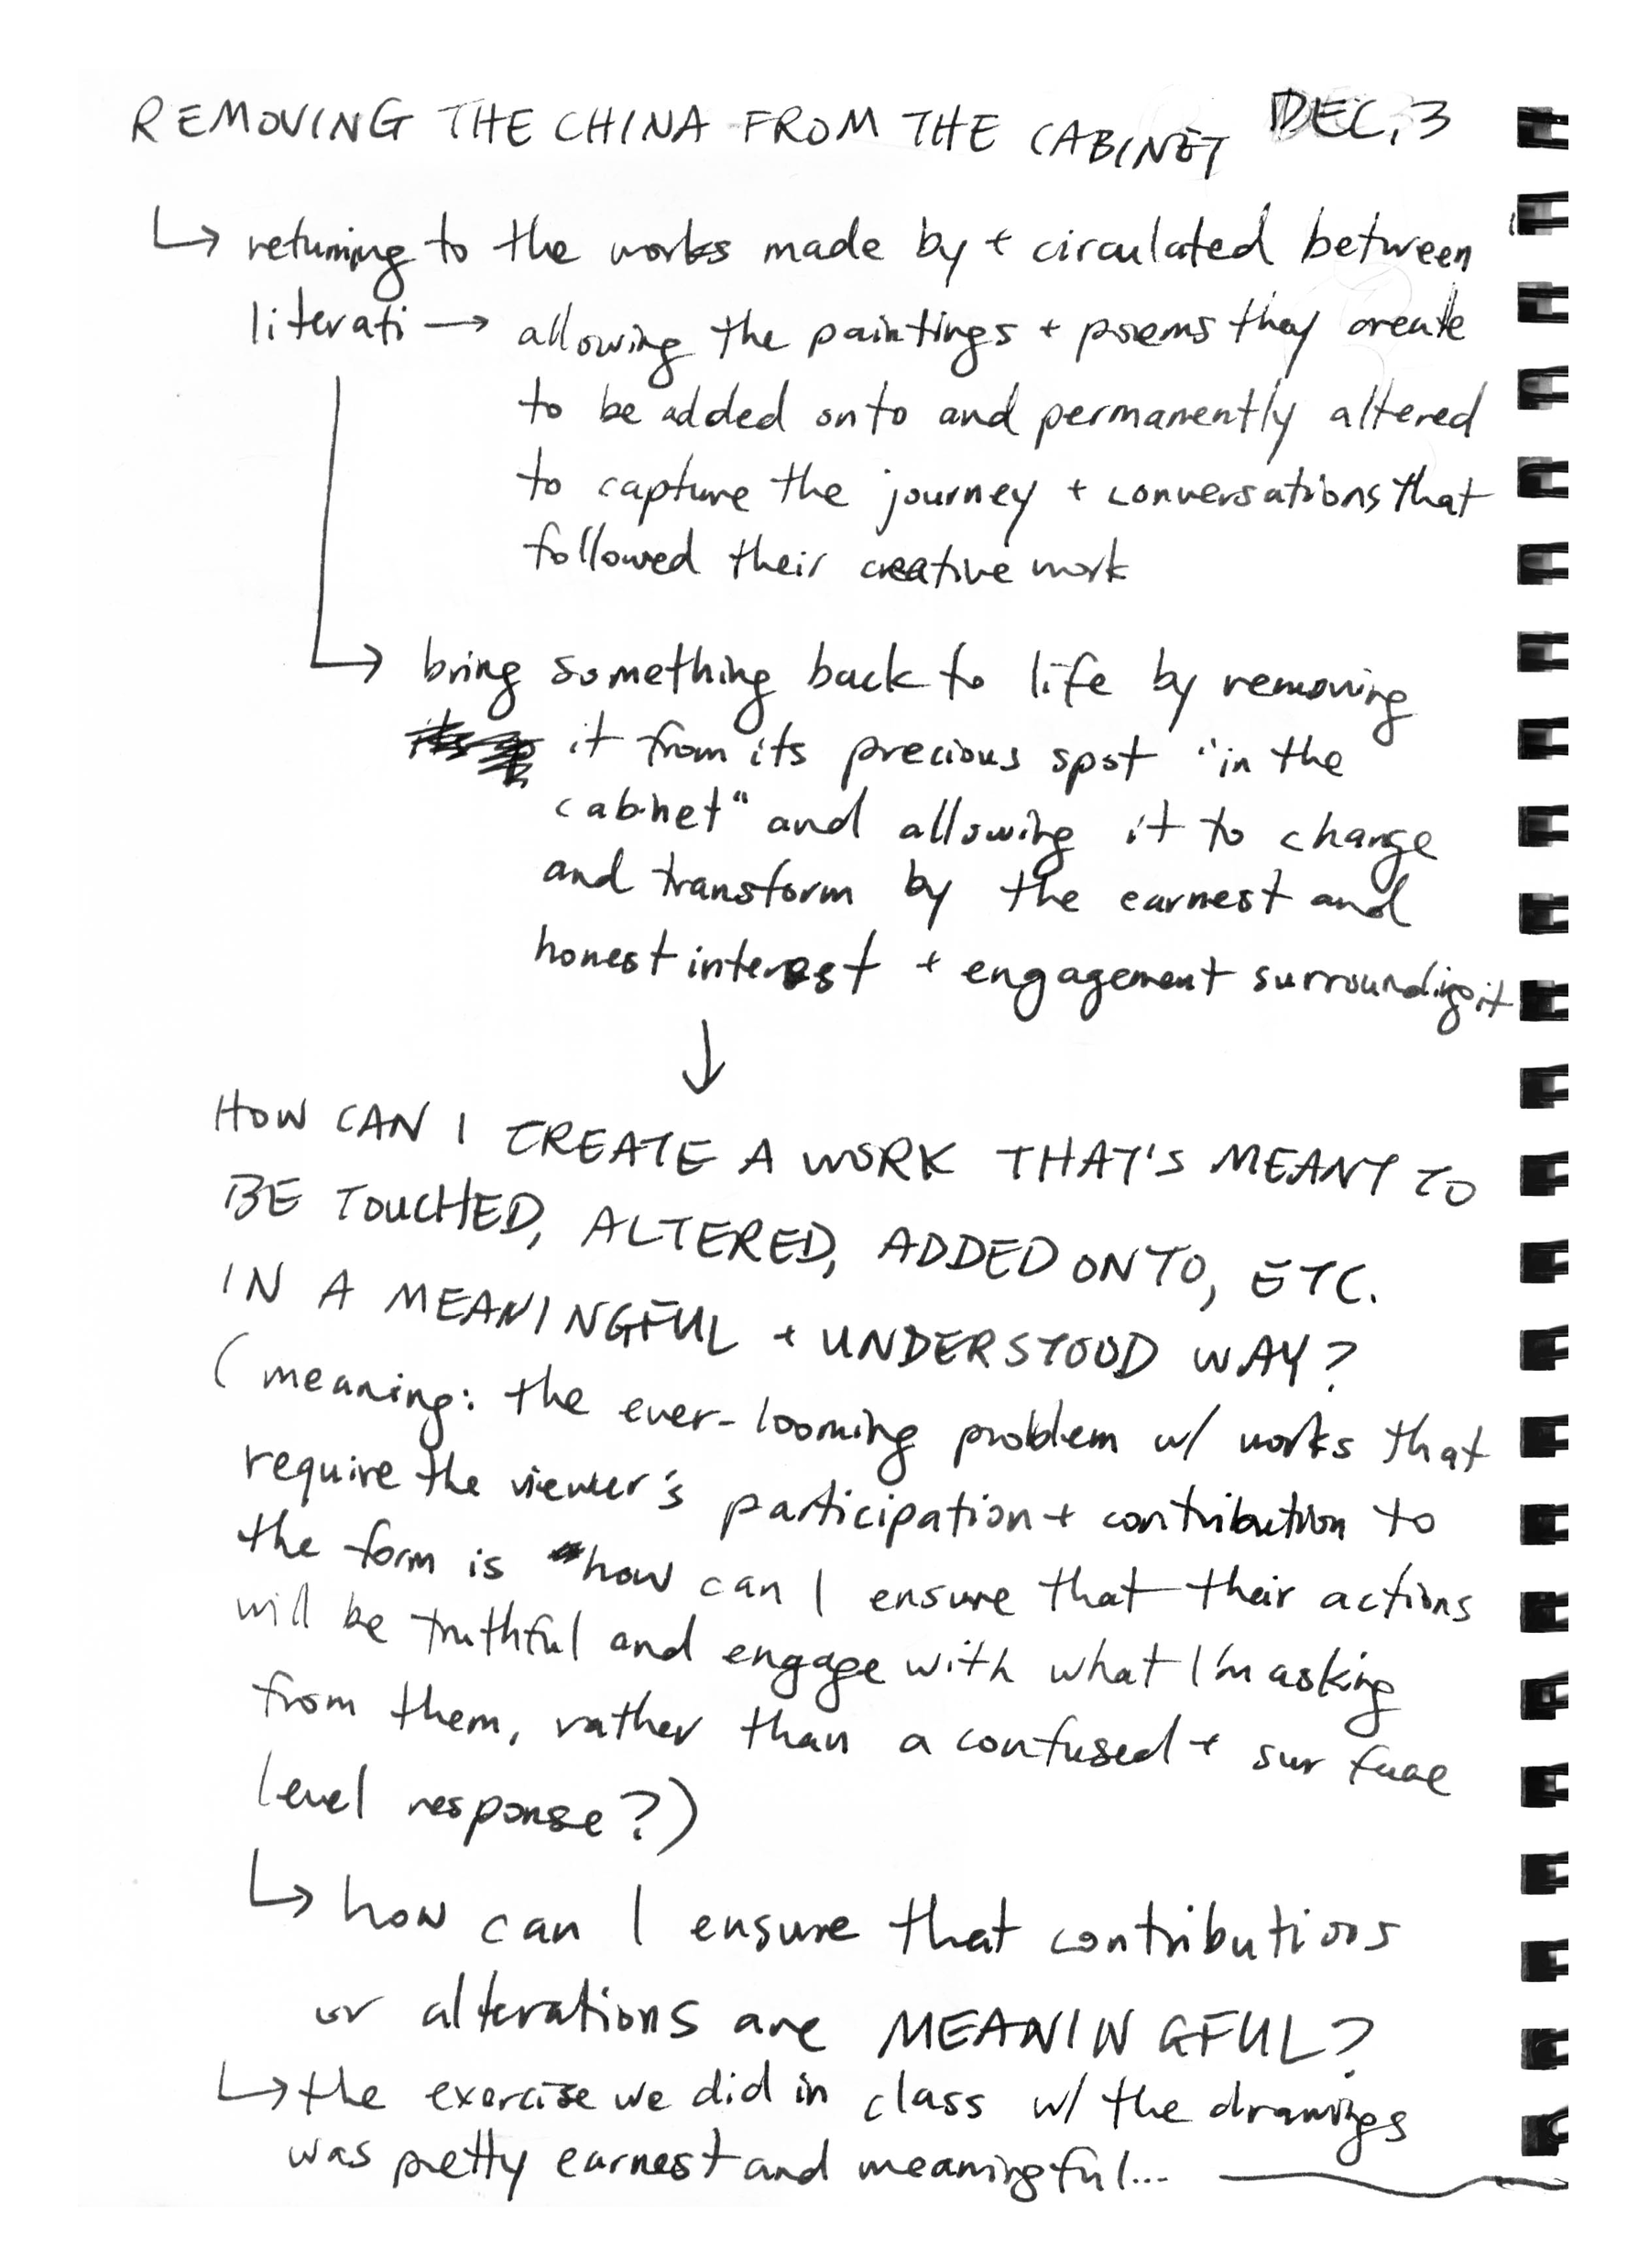 REMOVING THE CHINA FROM THE CABINET DEC. 3
↳ returning to the works made by + circulated between
literati → allowing the paintings + poems they create
to be added onto and permanently altered
to capture the journey + conversations that
followed their creative work
↳ bring something back to life by removing
it from its precious spot "in the
cabinet" and allowing it to change
and transform by the earnest and
honest interest + engagement surrounding it
↓
HOW CAN I CREATE A WORK THAT'S MEANT TO
BE TOUCHED, ALTERED, ADDED ONTO, ETC.
IN A MEANINGFUL + UNDERSTOOD WAY?
(meaning: the ever-looming problem w/ works that
require the viewer's participation + contribution to
the form is how can I ensure that their actions
will be truthful and engage with what I'm asking
from them, rather than a confused + surface
level response?)
↳ how can I ensure that contributions
or alterations are MEANINGFUL?
↳ the exercise we did in class w/ the drawings
was pretty earnest and meaningful...